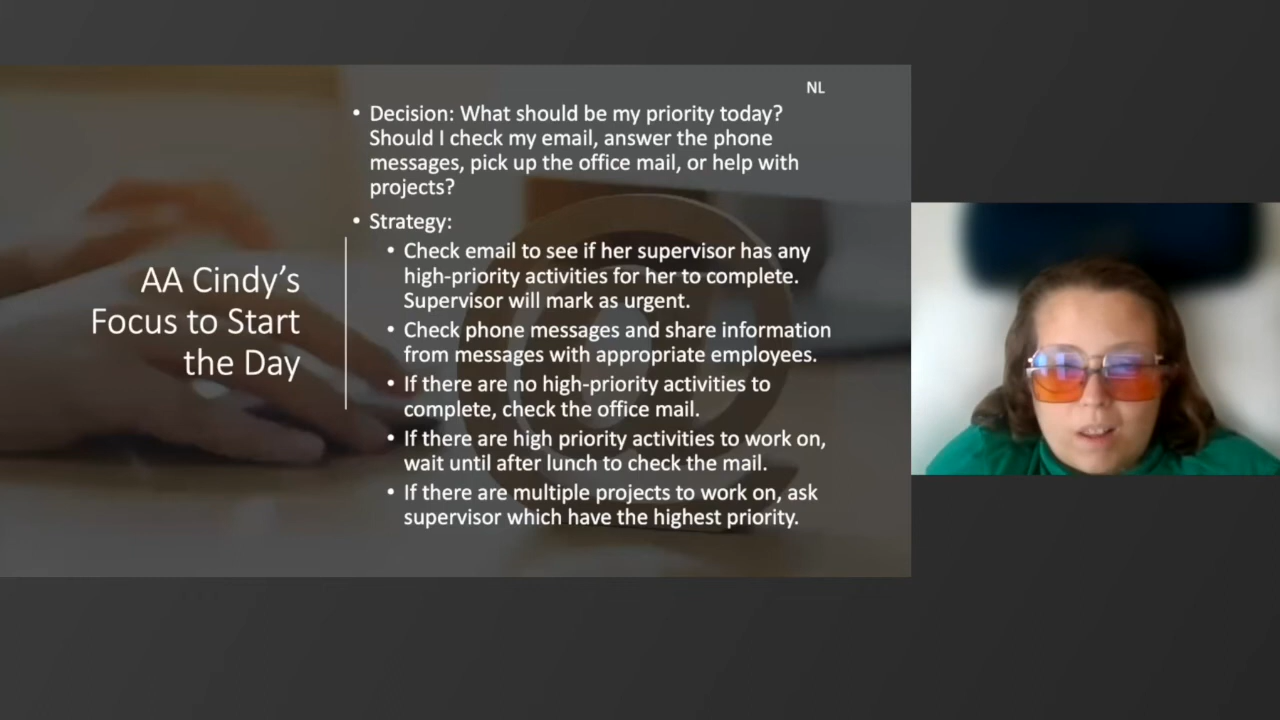 NL
• Decision: What should be my priority today?
Should I check my email, answer the phone
messages, pick up the office mail, or help with
projects?
• Strategy:
• Check email to see if her supervisor has any
high-priority activities for her to complete.
Supervisor will mark as urgent.
• Check phone messages and share information
from messages with appropriate employees.
• If there are no high-priority activities to
complete, check the office mail.
• If there are high priority activities to work on,
wait until after lunch to check the mail.
• If there are multiple projects to work on, ask
supervisor which have the highest priority.
AA Cindy’s
Focus to Start
the Day